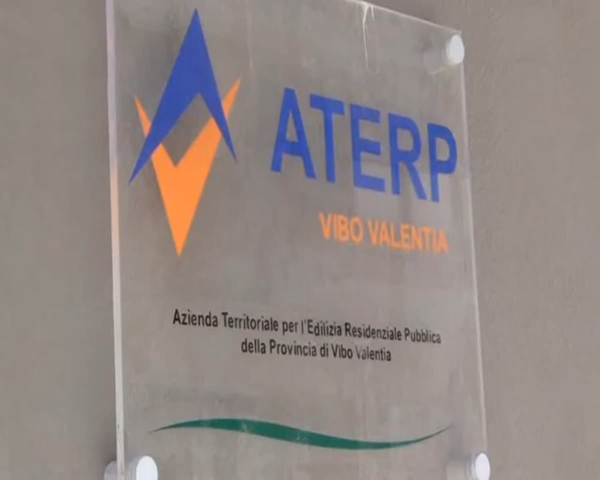 ATERP
VIBO VALENTIA
Azienda Territoriale per l'Edilizia Residenziale Pubblica
della Provincia di Vibo Valentia